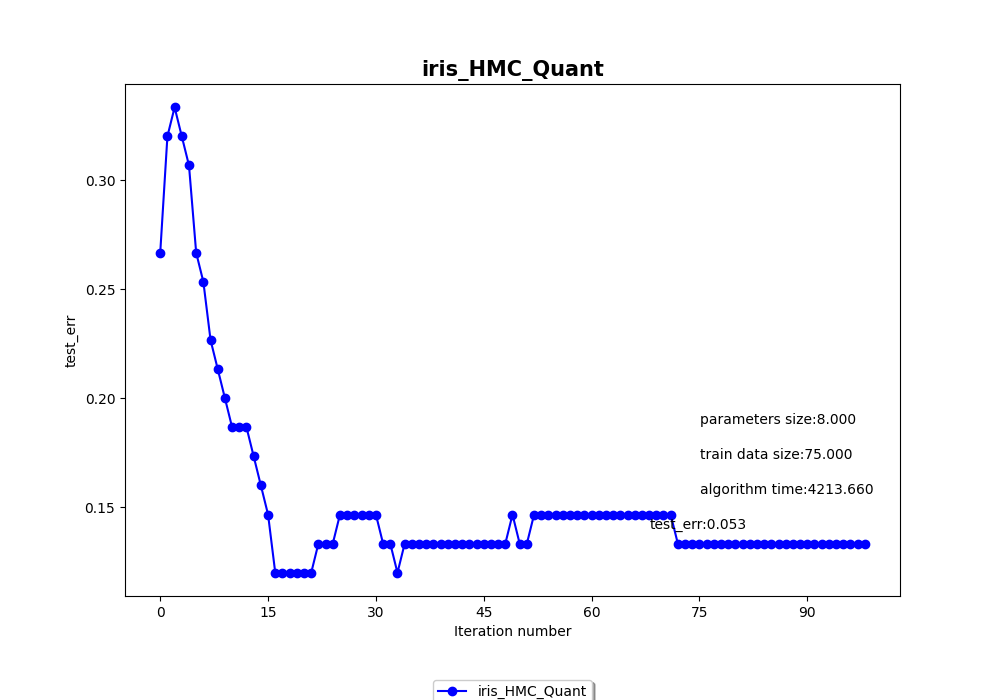 iris_HMC_Quant
0.30
0.25
0.20
0.15
test_err
parameters size:8.000
train data size:75.000
algorithm time:4213.660
test_err:0.053
0 15 30 45 60 75 90
Iteration number
iris_HMC_Quant